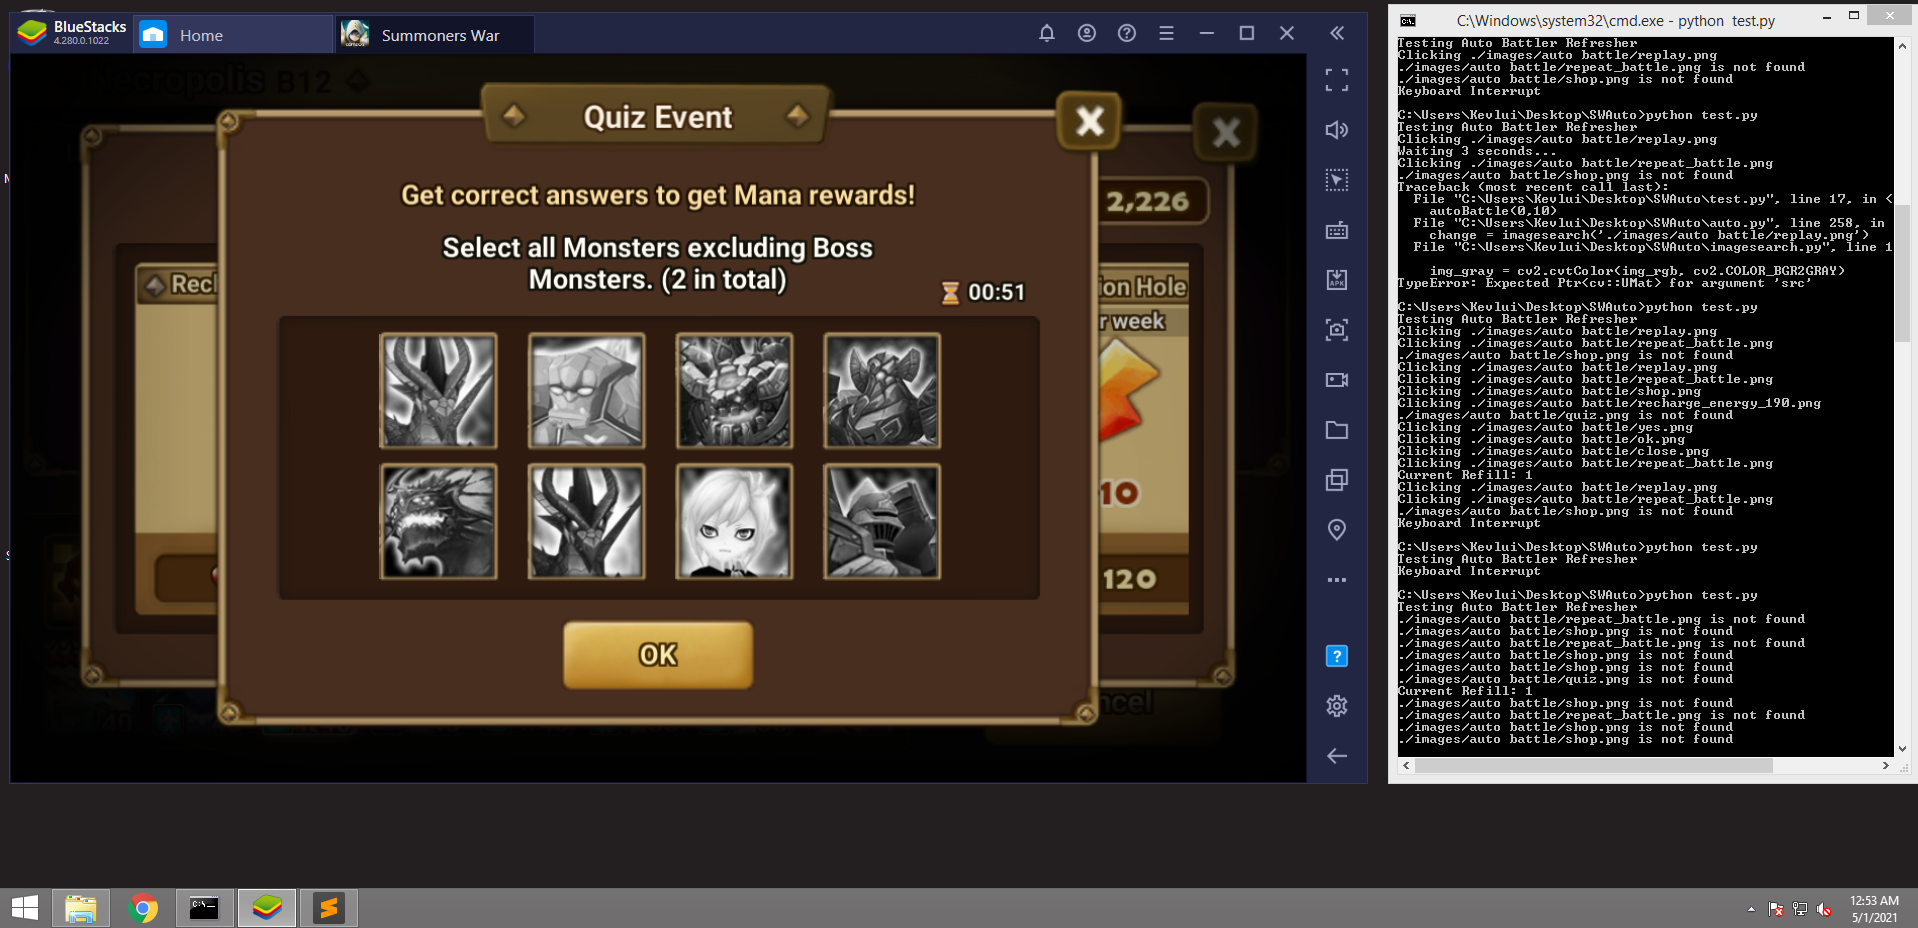 BlueStacks
4.280.0.1022
Home
Summoners War
Necropolis B12
Quiz Event
Get correct answers to get Mana rewards!
Select all Monsters excluding Boss
Monsters. (2 in total)
00:51
2,226
Recl
ion Hole
r week
10
120
OK
ncel
APK
C:\Windows\system32\cmd.exe - python  test.py
Testing Auto Battler Refresher
Clicking ./images/auto battle/replay.png
./images/auto battle/repeat_battle.png is not found
./images/auto battle/shop.png is not found
Keyboard Interrupt
C:\Users\Kevlui\Desktop\SWAuto>python test.py
Testing Auto Battler Refresher
Clicking ./images/auto battle/replay.png
Waiting 3 seconds...
Clicking ./images/auto battle/repeat_battle.png
./images/auto battle/shop.png is not found
Traceback (most recent call last):
File "C:\Users\Kevlui\Desktop\SWAuto\test.py", line 17, in <
autoBattle(0,10)
File "C:\Users\Kevlui\Desktop\SWAuto\auto.py", line 258, in
change = imagesearch('./images/auto battle/replay.png')
File "C:\Users\Kevlui\Desktop\SWAuto\imagesearch.py", line 1
img_gray = cv2.cvtColor(img_rgb, cv2.COLOR_BGR2GRAY)
TypeError: Expected Ptr<cv::UMat> for argument 'src'
C:\Users\Kevlui\Desktop\SWAuto>python test.py
Testing Auto Battler Refresher
Clicking ./images/auto battle/replay.png
Clicking ./images/auto battle/repeat_battle.png
./images/auto battle/shop.png is not found
Clicking ./images/auto battle/replay.png
Clicking ./images/auto battle/repeat_battle.png
Clicking ./images/auto battle/shop.png
Clicking ./images/auto battle/recharge_energy_190.png
./images/auto battle/quiz.png is not found
Clicking ./images/auto battle/yes.png
Clicking ./images/auto battle/ok.png
Clicking ./images/auto battle/close.png
Clicking ./images/auto battle/repeat_battle.png
Current Refill: 1
Clicking ./images/auto battle/replay.png
Clicking ./images/auto battle/repeat_battle.png
./images/auto battle/shop.png is not found
Keyboard Interrupt
C:\Users\Kevlui\Desktop\SWAuto>python test.py
Testing Auto Battler Refresher
Keyboard Interrupt
C:\Users\Kevlui\Desktop\SWAuto>python test.py
Testing Auto Battler Refresher
./images/auto battle/repeat_battle.png is not found
./images/auto battle/shop.png is not found
./images/auto battle/repeat_battle.png is not found
./images/auto battle/shop.png is not found
./images/auto battle/shop.png is not found
./images/auto battle/quiz.png is not found
Current Refill: 1
./images/auto battle/shop.png is not found
./images/auto battle/repeat_battle.png is not found
./images/auto battle/shop.png is not found
./images/auto battle/shop.png is not found
12:53 AM
5/1/2021